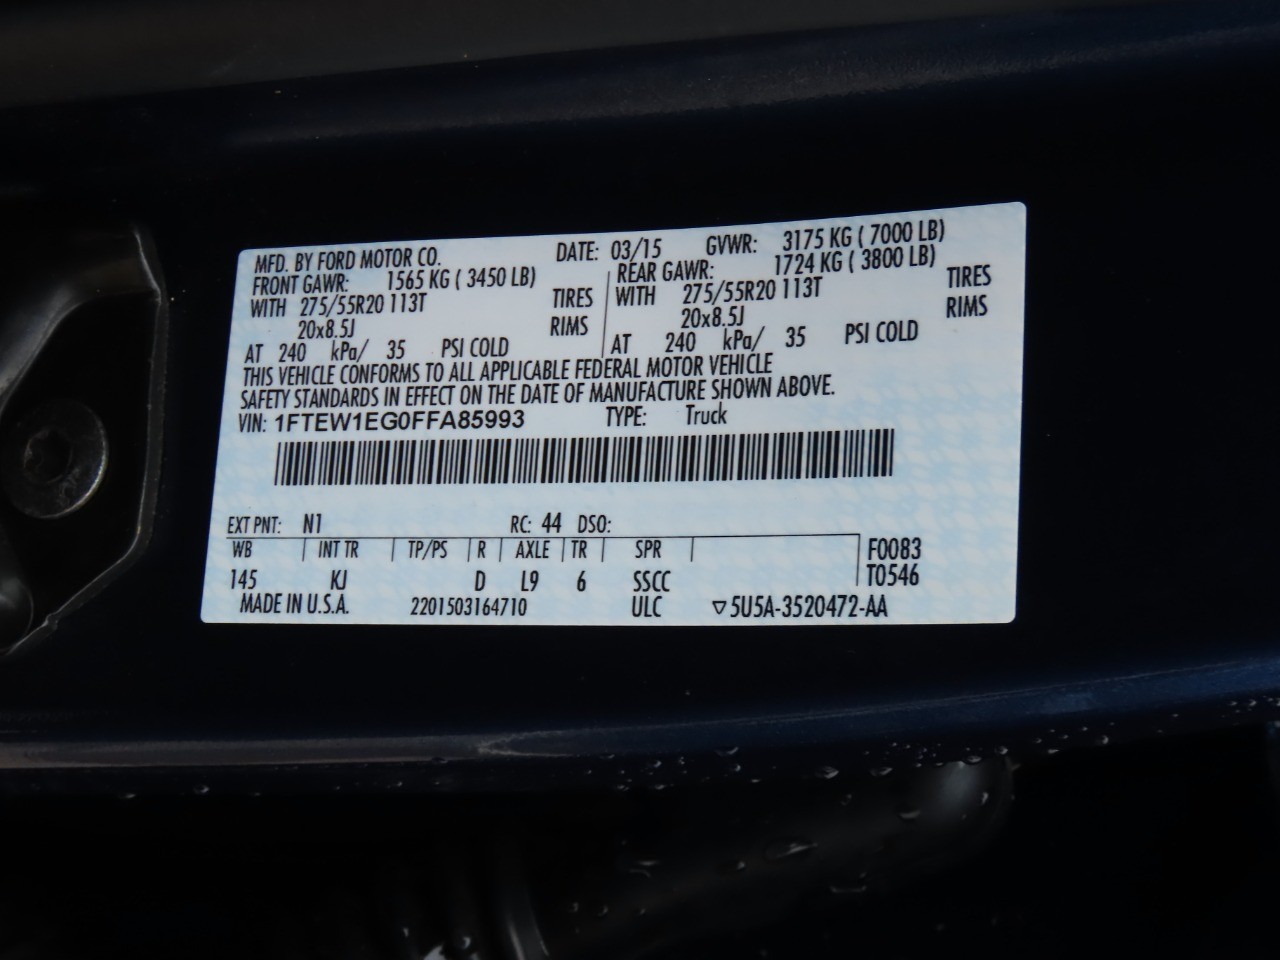 MFD. BY FORD MOTOR CO. DATE: 03/15 GVWR: 3175 KG ( 7000 LB)
FRONT GAWR: 1565 KG ( 3450 LB) REAR GAWR: 1724 KG ( 3800 LB)
WITH 275/55R20 113T TIRES WITH 275/55R20 113T TIRES
20x8.5J RIMS 20x8.5J RIMS
AT 240 kPa/ 35 PSI COLD AT 240 kPa/ 35 PSI COLD
THIS VEHICLE CONFORMS TO ALL APPLICABLE FEDERAL MOTOR VEHICLE
SAFETY STANDARDS IN EFFECT ON THE DATE OF MANUFACTURE SHOWN ABOVE.
VIN: 1FTEW1EG0FFA85993 TYPE: Truck
EXT PNT: N1 RC: 44 DSO:
WB INT TR TP/PS R AXLE TR SPR F0083
145 KJ D L9 6 SSCC T0546
MADE IN U.S.A. 2201503164710 ULC ▽5U5A-3520472-AA